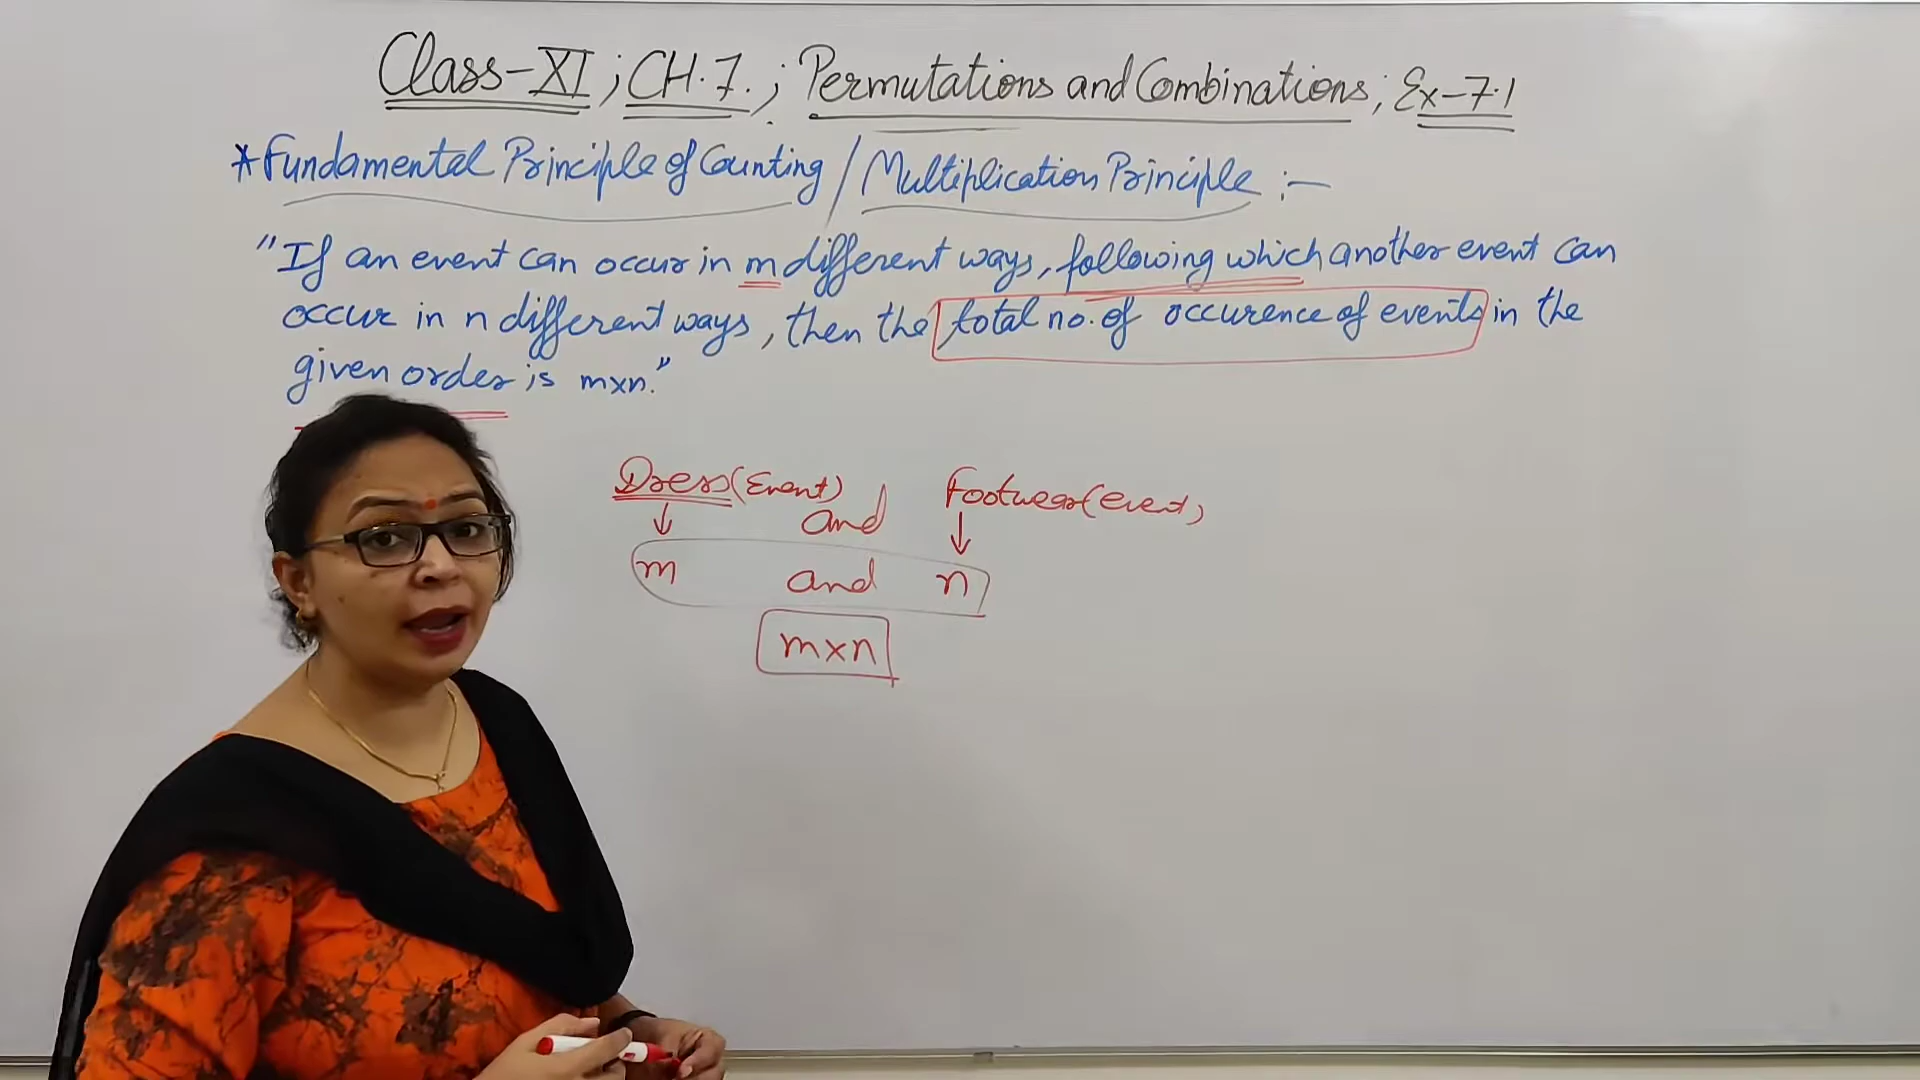 Class-XI ; CH.7. ; Permutations and Combinations ; Ex-7.1
*Fundamental Principle of Counting / Multiplication Principle :-
"If an event can occur in m different ways, following which another event can
occur in n different ways, then the total no. of occurence of events in the
given order is m×n."
Dress (Event) and Footwear (event)
m and n
m×n